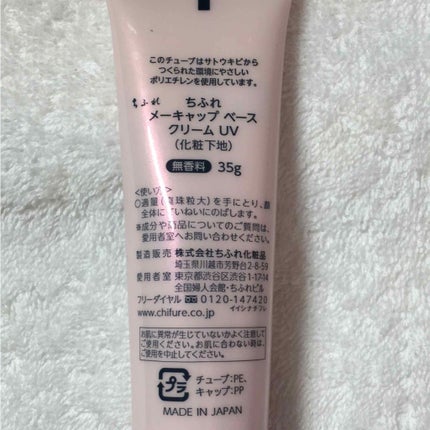 このチューブはサトウキビから
つくられた環境にやさしい
ポリエチレンを使用しています。
ちふれ ちふれ
メーキャップ ベース
クリーム UV
(化粧下地)
無香料 35g
<使い方>
○適量(真珠粒大)を手にとり、顔
全体にていねいにのばします。
※成分や商品についてのご質問は、
愛用者室へお問い合わせください。
製造販売 株式会社ちふれ化粧品
埼玉県川越市芳野台2-8-59
愛用者室 東京都渋谷区渋谷1-17-14
全国婦人会館・ちふれビル
フリーダイヤル 0120-147420
www.chifure.co.jp イイシナチフレ
お肌に異常が生じていないかよく注意して
ご使用ください。お肌に合わないときは、
ご使用を中止してください。
プラ チューブ:PE、
キャップ:PP
MADE IN JAPAN